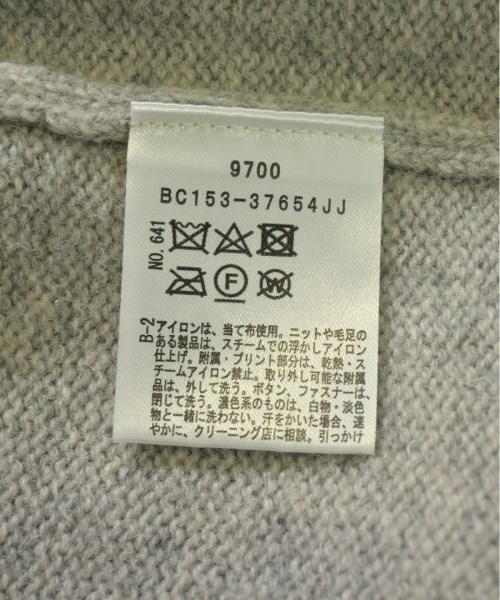 9700
BC153-37654JJ
NO. 641
F
W
B-2
アイロンは、当て布使用。ニットや毛足の
ある製品は、スチームでの浮かしアイロン
仕上げ。附属・プリント部分は、乾熱・ス
チームアイロン禁止。取り外し可能な附属
品は、外して洗う。ボタン、ファスナーは、
閉じて洗う。濃色系のものは、白物・淡色
物と一緒に洗わない。汗をかいた場合、速
やかに、クリーニング店に相談。引っかけ